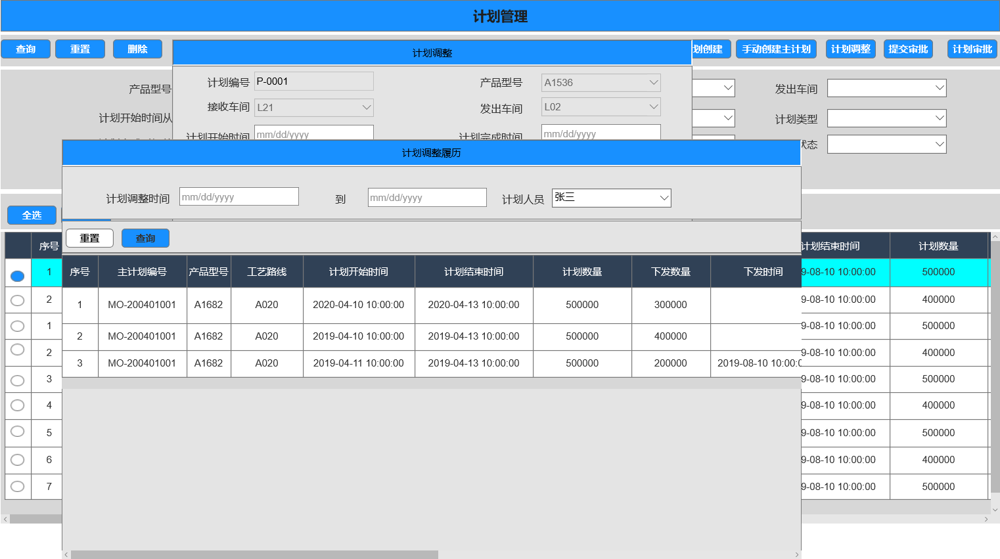 计划管理
查询 重置 删除 划创建 手动创建主计划 计划调整 提交审批 计划审批
计划调整
计划编号 P-0001 产品型号 A1536
接收车间 L21 发出车间 L02
计划开始时间 mm/dd/yyyy 计划完成时间 mm/dd/yyyy
产品型号 发出车间
计划开始时间从 计划类型
状态
计划调整履历
计划调整时间 mm/dd/yyyy 到 mm/dd/yyyy 计划人员 张三
全选
重置 查询
序号 计划结束时间 计划数量
序号 主计划编号 产品型号 工艺路线 计划开始时间 计划结束时间 计划数量 下发数量 下发时间
1 MO-200401001 A1682 A020 2020-04-10 10:00:00 2020-04-13 10:00:00 500000 300000
2 MO-200401001 A1682 A020 2019-04-10 10:00:00 2019-04-13 10:00:00 500000 400000
3 MO-200401001 A1682 A020 2019-04-11 10:00:00 2019-04-13 10:00:00 500000 200000 2019-08-10 10:00:0
1 9-08-10 10:00:00 500000
2 9-08-10 10:00:00 400000
1 9-08-10 10:00:00 500000
2 9-08-10 10:00:00 400000
3 9-08-10 10:00:00 500000
4 9-08-10 10:00:00 400000
5 9-08-10 10:00:00 500000
6 9-08-10 10:00:00 400000
7 9-08-10 10:00:00 500000